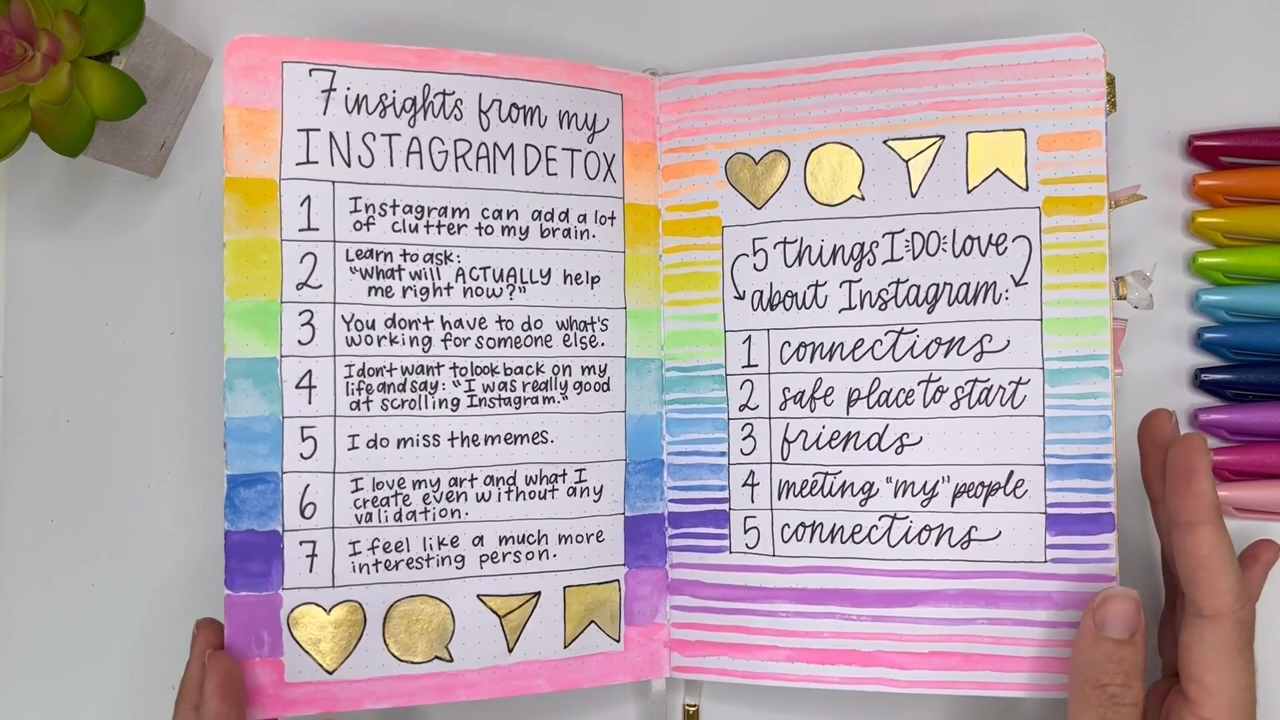 7 insights from my
INSTAGRAM DETOX
1 Instagram can add a lot
of clutter to my brain.
2 Learn to ask:
"What will ACTUALLY help
me right now?"
3 You don't have to do what's
working for someone else.
4 I don't want to look back on my
life and say: "I was really good
at scrolling Instagram."
5 I do miss the memes.
6 I love my art and what I
create even without any
validation.
7 I feel like a much more
interesting person.
5 things I DO love
about Instagram:
1 connections
2 safe place to start
3 friends
4 meeting "my" people
5 connections